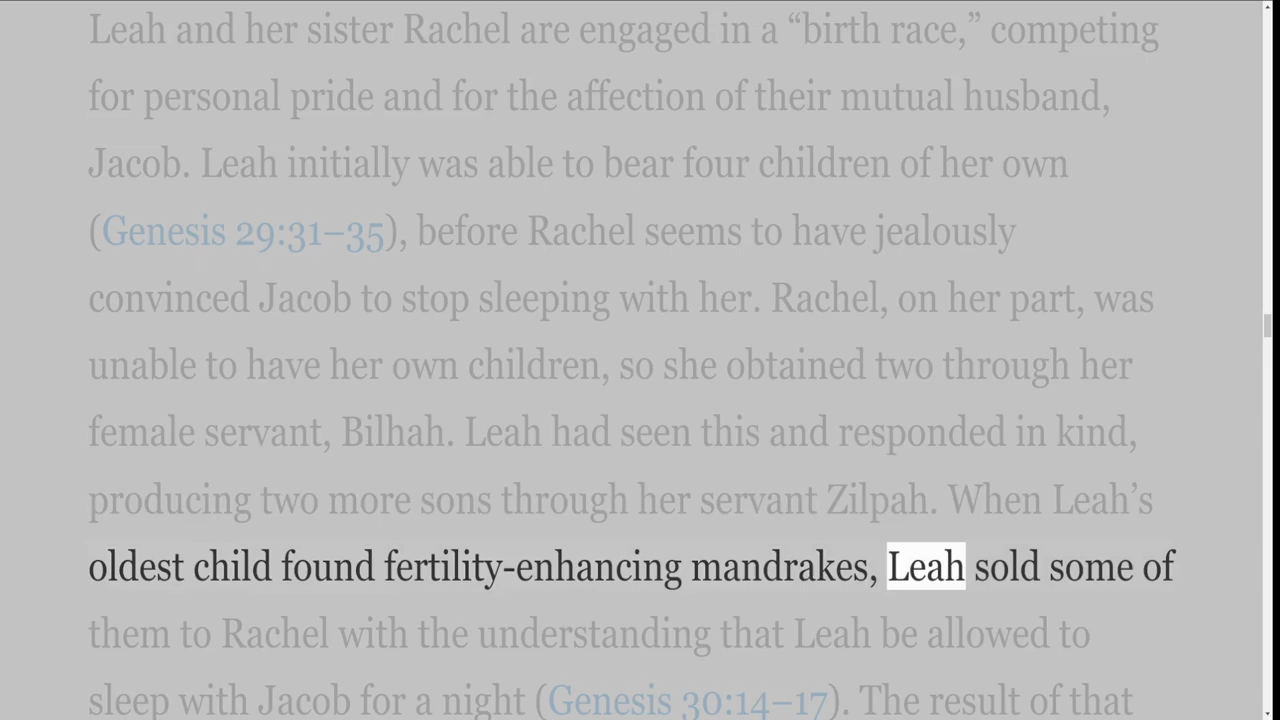 Leah and her sister Rachel are engaged in a “birth race,” competing
for personal pride and for the affection of their mutual husband,
Jacob. Leah initially was able to bear four children of her own
(Genesis 29:31–35), before Rachel seems to have jealously
convinced Jacob to stop sleeping with her. Rachel, on her part, was
unable to have her own children, so she obtained two through her
female servant, Bilhah. Leah had seen this and responded in kind,
producing two more sons through her servant Zilpah. When Leah’s
oldest child found fertility-enhancing mandrakes, Leah sold some of
them to Rachel with the understanding that Leah be allowed to
sleep with Jacob for a night (Genesis 30:14–17). The result of that